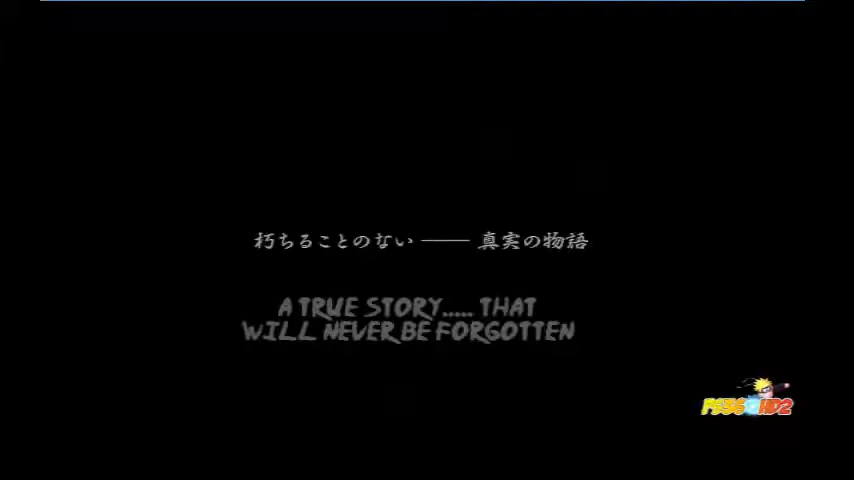 朽ちることのない ―― 真実の物語
A TRUE STORY..... THAT
WILL NEVER BE FORGOTTEN
PS360HD2